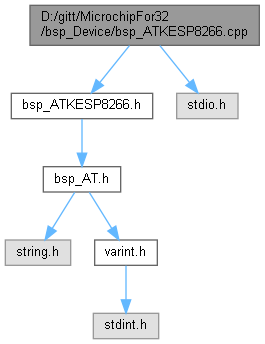 D:/gitt/MicrochipFor32
/bsp_Device/bsp_ATKESP8266.cpp
bsp_ATKESP8266.h
stdio.h
bsp_AT.h
string.h
varint.h
stdint.h